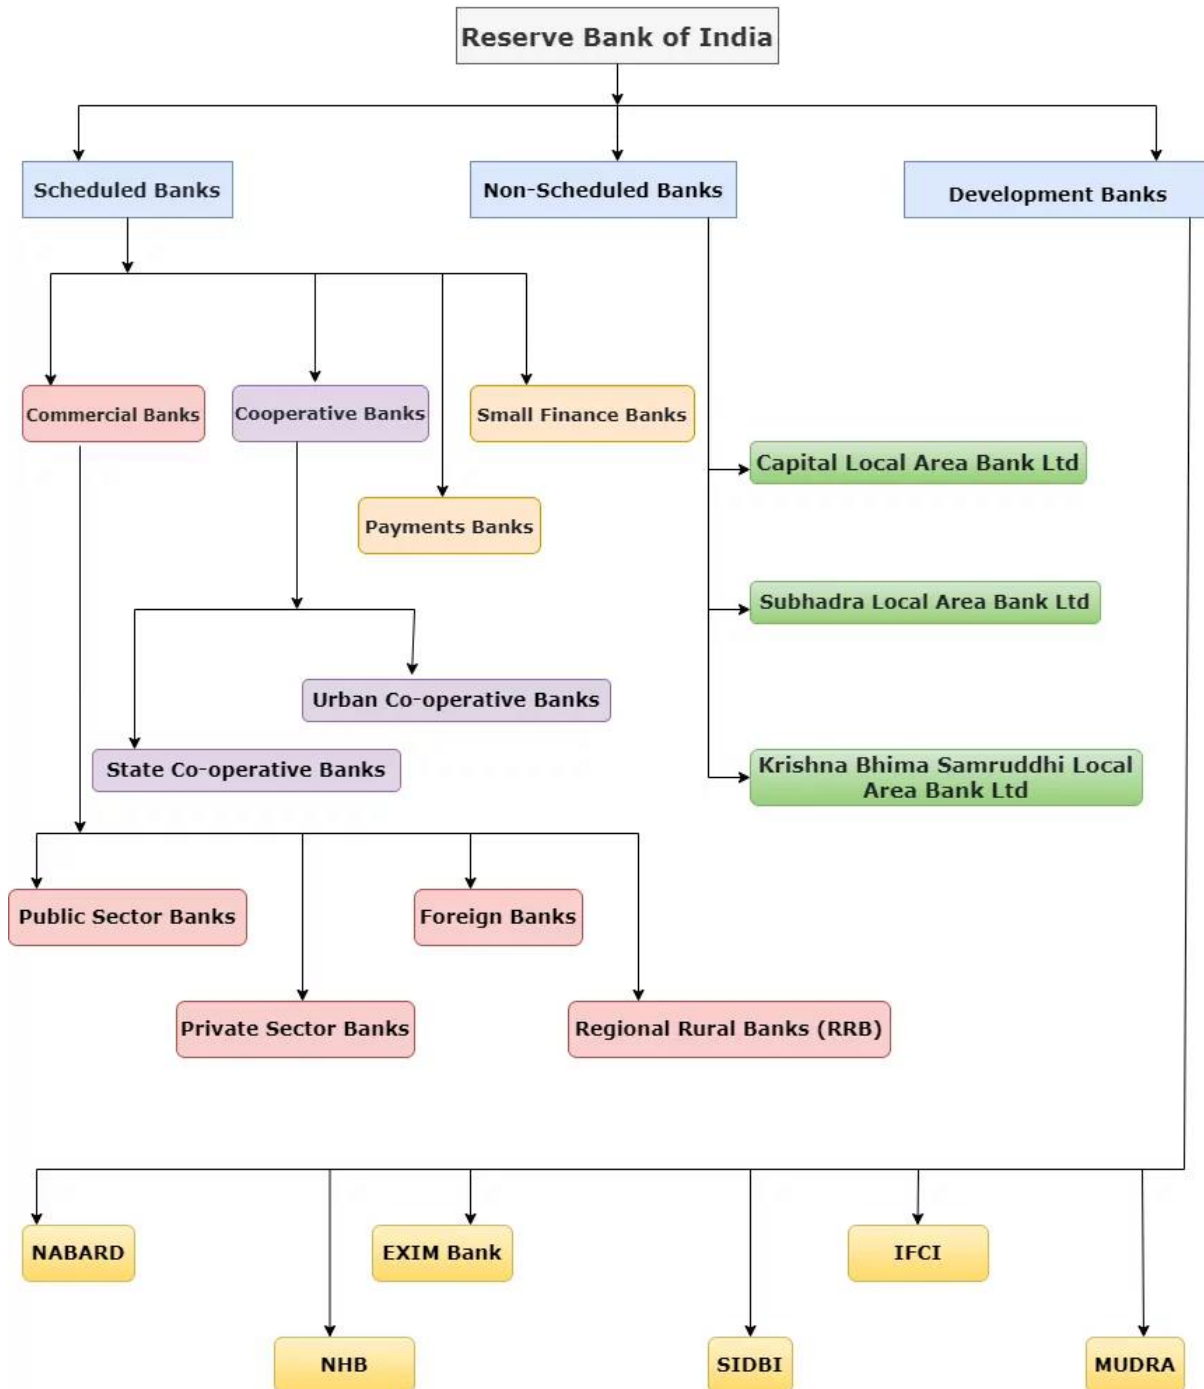 Reserve Bank of India
Scheduled Banks
Non-Scheduled Banks
Development Banks
Commercial Banks
Cooperative Banks
Small Finance Banks
Capital Local Area Bank Ltd
Payments Banks
Subhadra Local Area Bank Ltd
Urban Co-operative Banks
State Co-operative Banks
Krishna Bhima Samruddhi Local
Area Bank Ltd
Public Sector Banks
Foreign Banks
Private Sector Banks
Regional Rural Banks (RRB)
NABARD
EXIM Bank
IFCI
NHB
SIDBI
MUDRA